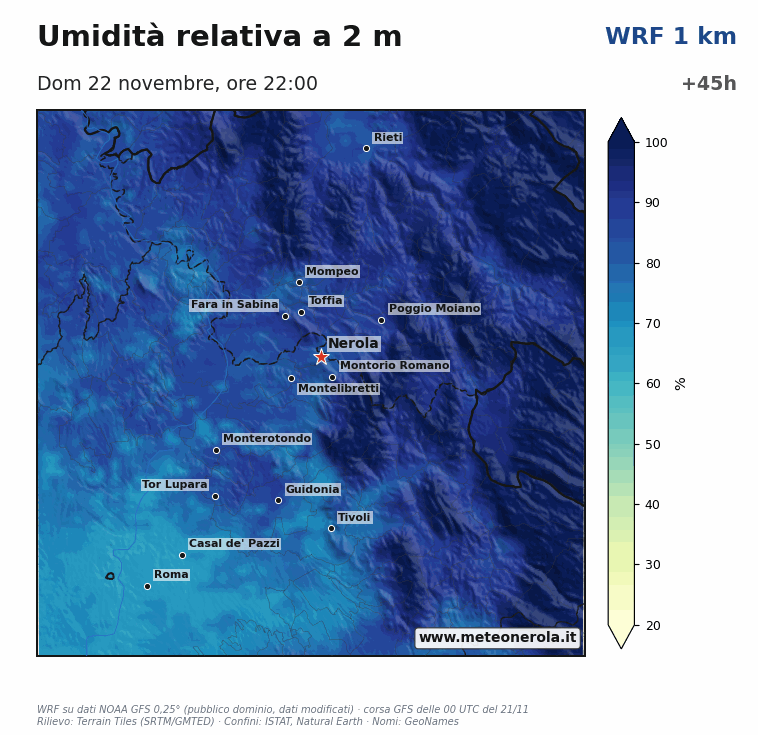 Umidità relativa a 2 m
WRF 1 km
Dom 22 novembre, ore 22:00
+45h
Rieti
Mompeo
Toffia
Fara in Sabina
Poggio Moiano
Nerola
Montorio Romano
Montelibretti
Monterotondo
Tor Lupara
Guidonia
Tivoli
Casal de' Pazzi
Roma
www.meteonerola.it
100
90
80
70
60
50
40
30
20
%
WRF su dati NOAA GFS 0,25° (pubblico dominio, dati modificati) · corsa GFS delle 00 UTC del 21/11
Rilievo: Terrain Tiles (SRTM/GMTED) · Confini: ISTAT, Natural Earth · Nomi: GeoNames